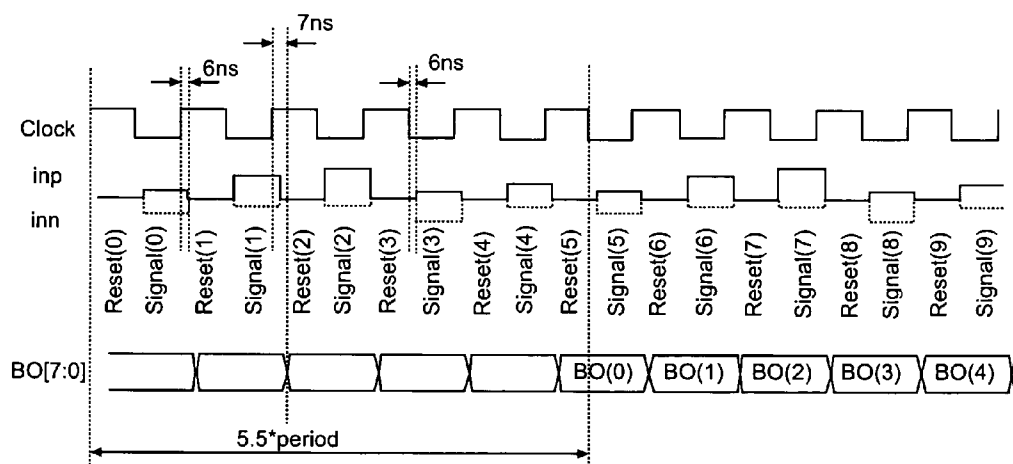 7ns
6ns
6ns
Clock
inp
inn
Reset(0)
Signal(0)
Reset(1)
Signal(1)
Reset(2)
Signal(2)
Reset(3)
Signal(3)
Reset(4)
Signal(4)
Reset(5)
Signal(5)
Reset(6)
Signal(6)
Reset(7)
Signal(7)
Reset(8)
Signal(8)
Reset(9)
Signal(9)
BO[7:0]
BO(0)
BO(1)
BO(2)
BO(3)
BO(4)
5.5*period